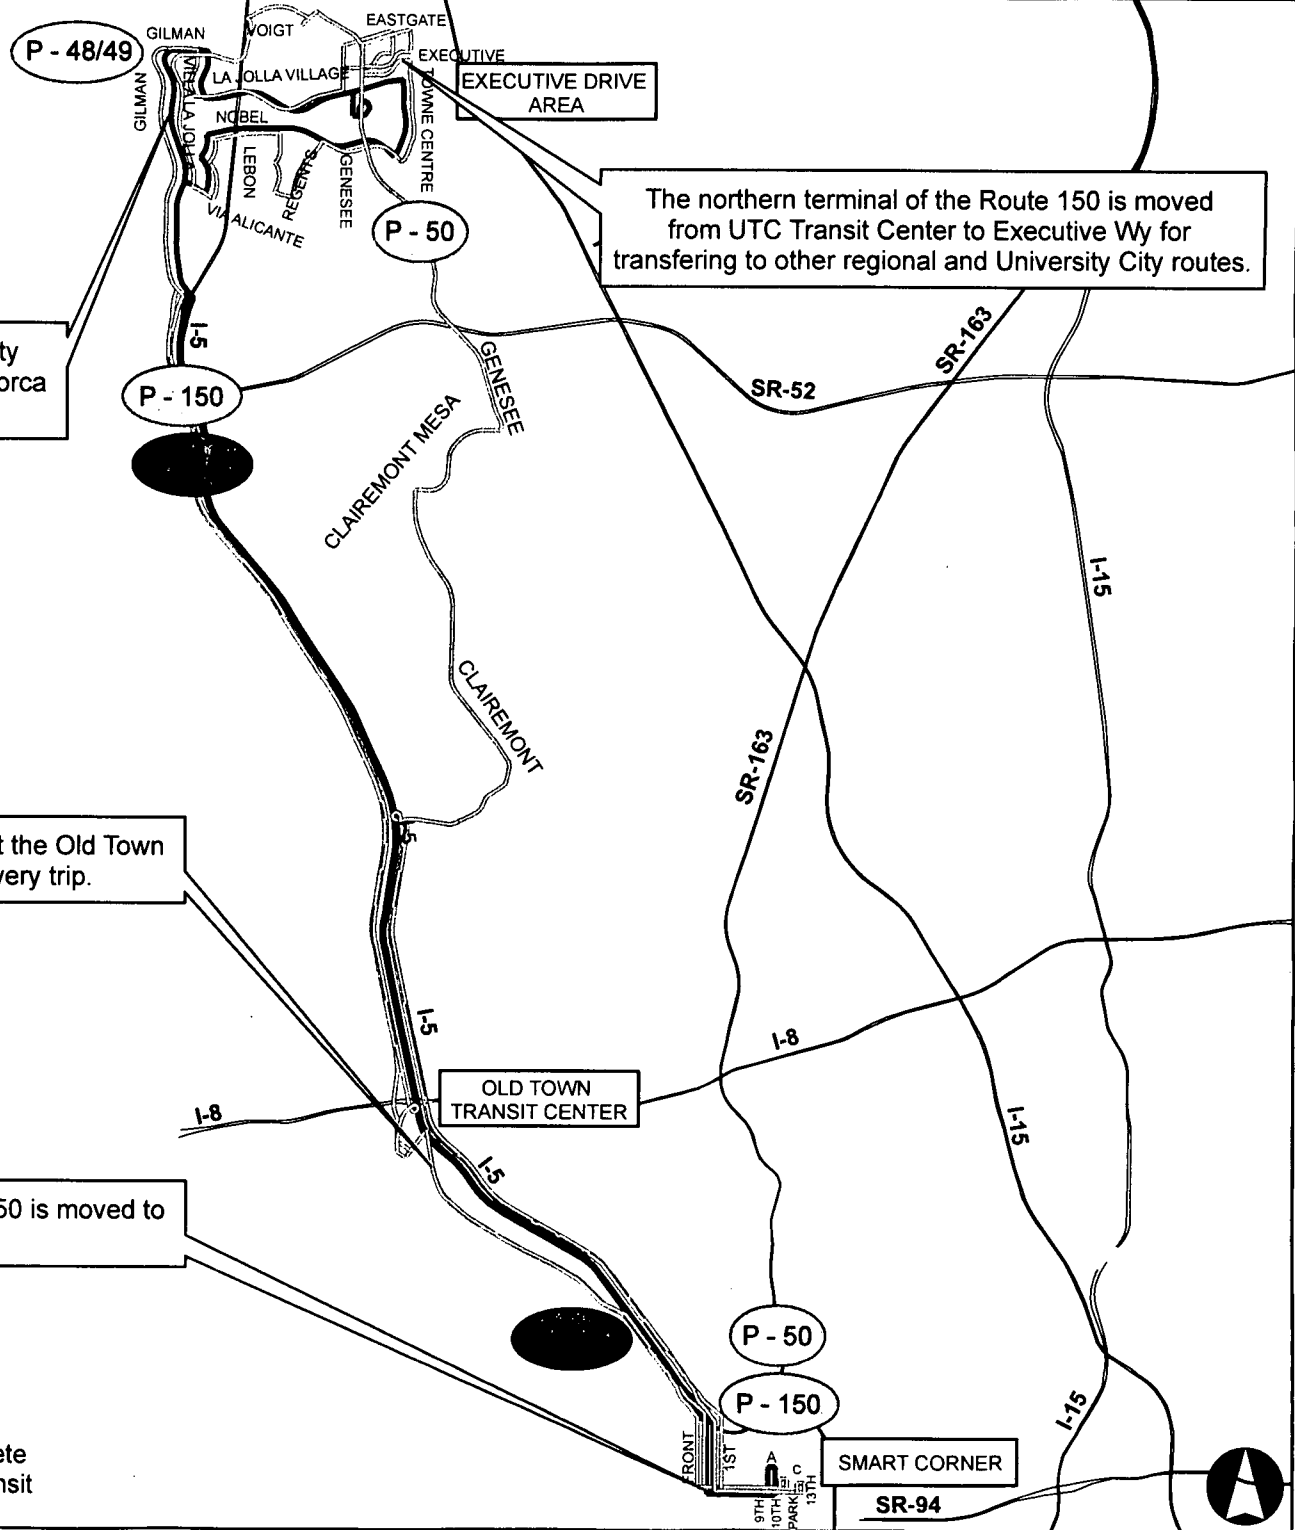 GILMAN
VOIGT
EASTGATE
P - 48/49
EXECUTIVE
LA JOLLA VILLAGE
EXECUTIVE DRIVE
AREA
GILMAN
VILLA LA JOLLA
TOWNE CENTRE
NOBEL
LEBON
REGENTS
GENESEE
VIA ALICANTE
The northern terminal of the Route 150 is moved
from UTC Transit Center to Executive Wy for
transfering to other regional and University City routes.
P - 50
I-5
SR-163
GENESEE
P - 150
SR-52
CLAIREMONT MESA
I-15
CLAIREMONT
SR-163
t the Old Town
very trip.
I-5
I-8
OLD TOWN
TRANSIT CENTER
I-8
I-15
I-5
50 is moved to
P - 50
P - 150
I-15
FRONT
1ST
A
C
SMART CORNER
9TH
10TH
PARK
13TH
SR-94